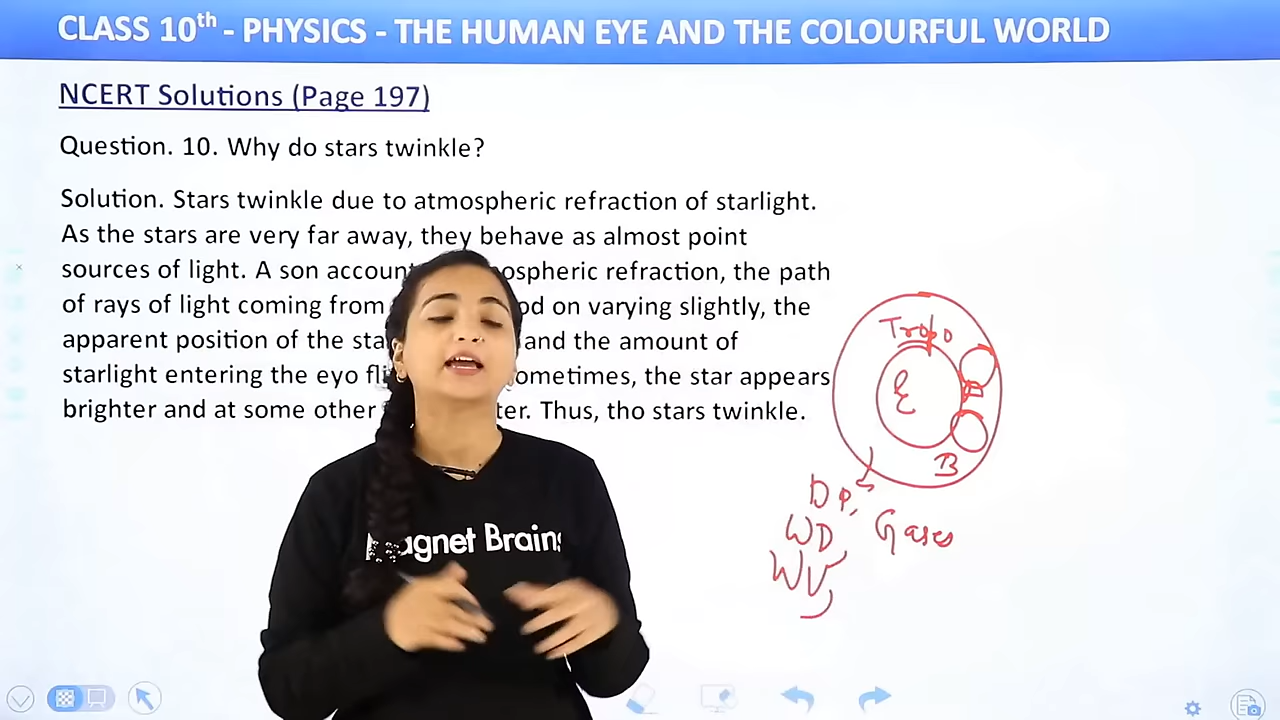 CLASS 10th - PHYSICS - THE HUMAN EYE AND THE COLOURFUL WORLD
NCERT Solutions (Page 197)
Question. 10. Why do stars twinkle?
Solution. Stars twinkle due to atmospheric refraction of starlight.
As the stars are very far away, they behave as almost point
sources of light. A son account ospheric refraction, the path
of rays of light coming from od on varying slightly, the
apparent position of the sta and the amount of
starlight entering the eyo fli ometimes, the star appears
brighter and at some other ter. Thus, tho stars twinkle.
Tropo
E
B
DP,
Gases
WD
WV
agnet Brains